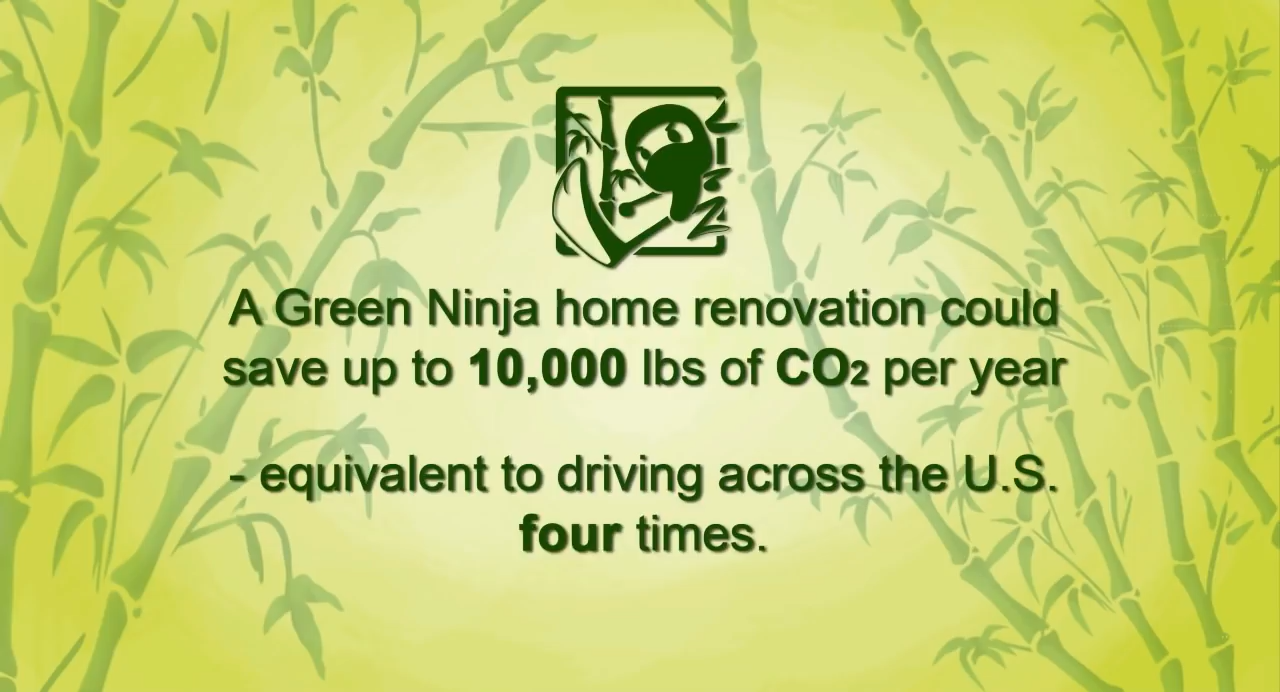 A Green Ninja home renovation could
save up to 10,000 lbs of CO₂ per year
- equivalent to driving across the U.S.
four times.